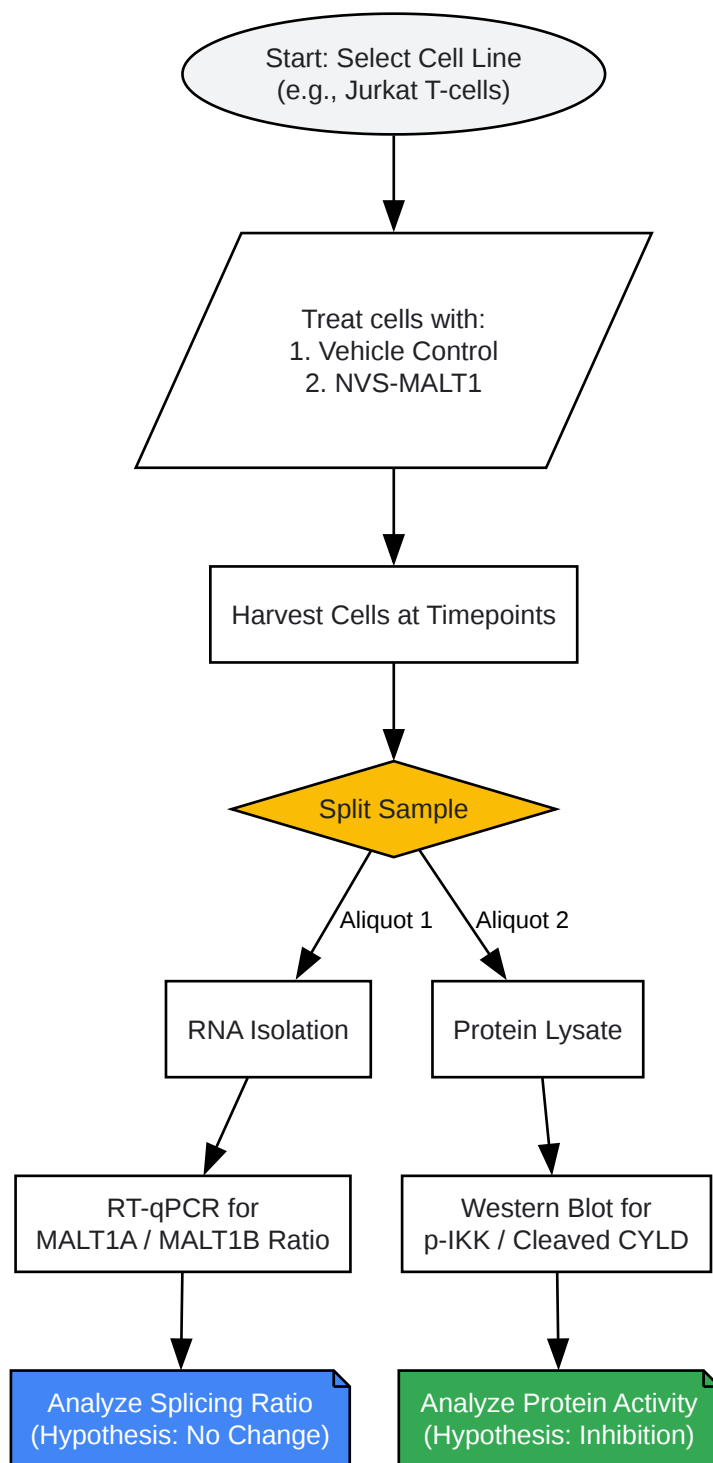 Start: Select Cell Line
(e.g., Jurkat T-cells)
Treat cells with:
1. Vehicle Control
2. NVS-MALT1
Harvest Cells at Timepoints
Split Sample
Aliquot 1
Aliquot 2
RNA Isolation
Protein Lysate
RT-qPCR for
MALT1A / MALT1B Ratio
Western Blot for
p-IKK / Cleaved CYLD
Analyze Splicing Ratio
(Hypothesis: No Change)
Analyze Protein Activity
(Hypothesis: Inhibition)